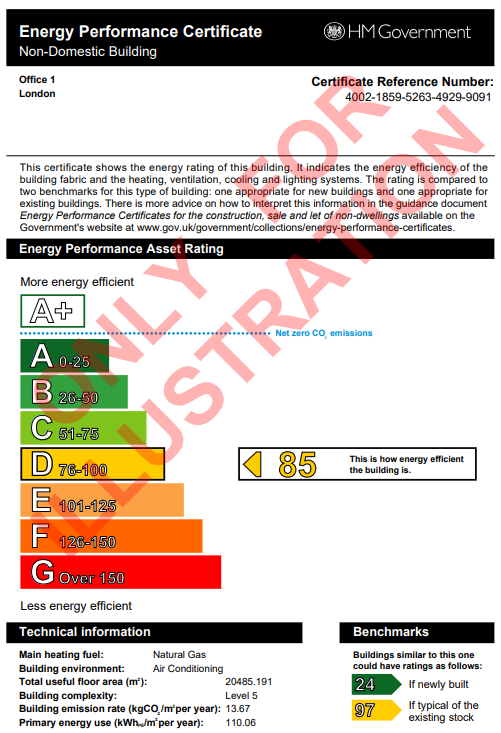 Energy Performance Certificate
Non-Domestic Building
HM Government
Office 1
London
Certificate Reference Number:
4002-1859-5263-4929-9091
This certificate shows the energy rating of this building. It indicates the energy efficiency of the
building fabric and the heating, ventilation, cooling and lighting systems. The rating is compared to
two benchmarks for this type of building: one appropriate for new buildings and one appropriate for
existing buildings. There is more advice on how to interpret this information in the guidance document
Energy Performance Certificates for the construction, sale and let of non-dwellings available on the
Government's website at www.gov.uk/government/collections/energy-performance-certificates.
Energy Performance Asset Rating
More energy efficient
A+
Net zero CO₂ emissions
A 0-25
B 26-50
C 51-75
D 76-100
85
This is how energy efficient
the building is.
E 101-125
F 126-150
G Over 150
Less energy efficient
ONLY FOR
ILLUSTRATION
Technical information
Main heating fuel: Natural Gas
Building environment: Air Conditioning
Total useful floor area (m²): 20485.191
Building complexity: Level 5
Building emission rate (kgCO₂/m²per year): 13.67
Primary energy use (kWhₚₑ/m²per year): 110.06
Benchmarks
Buildings similar to this one
could have ratings as follows:
24 If newly built
97 If typical of the
existing stock